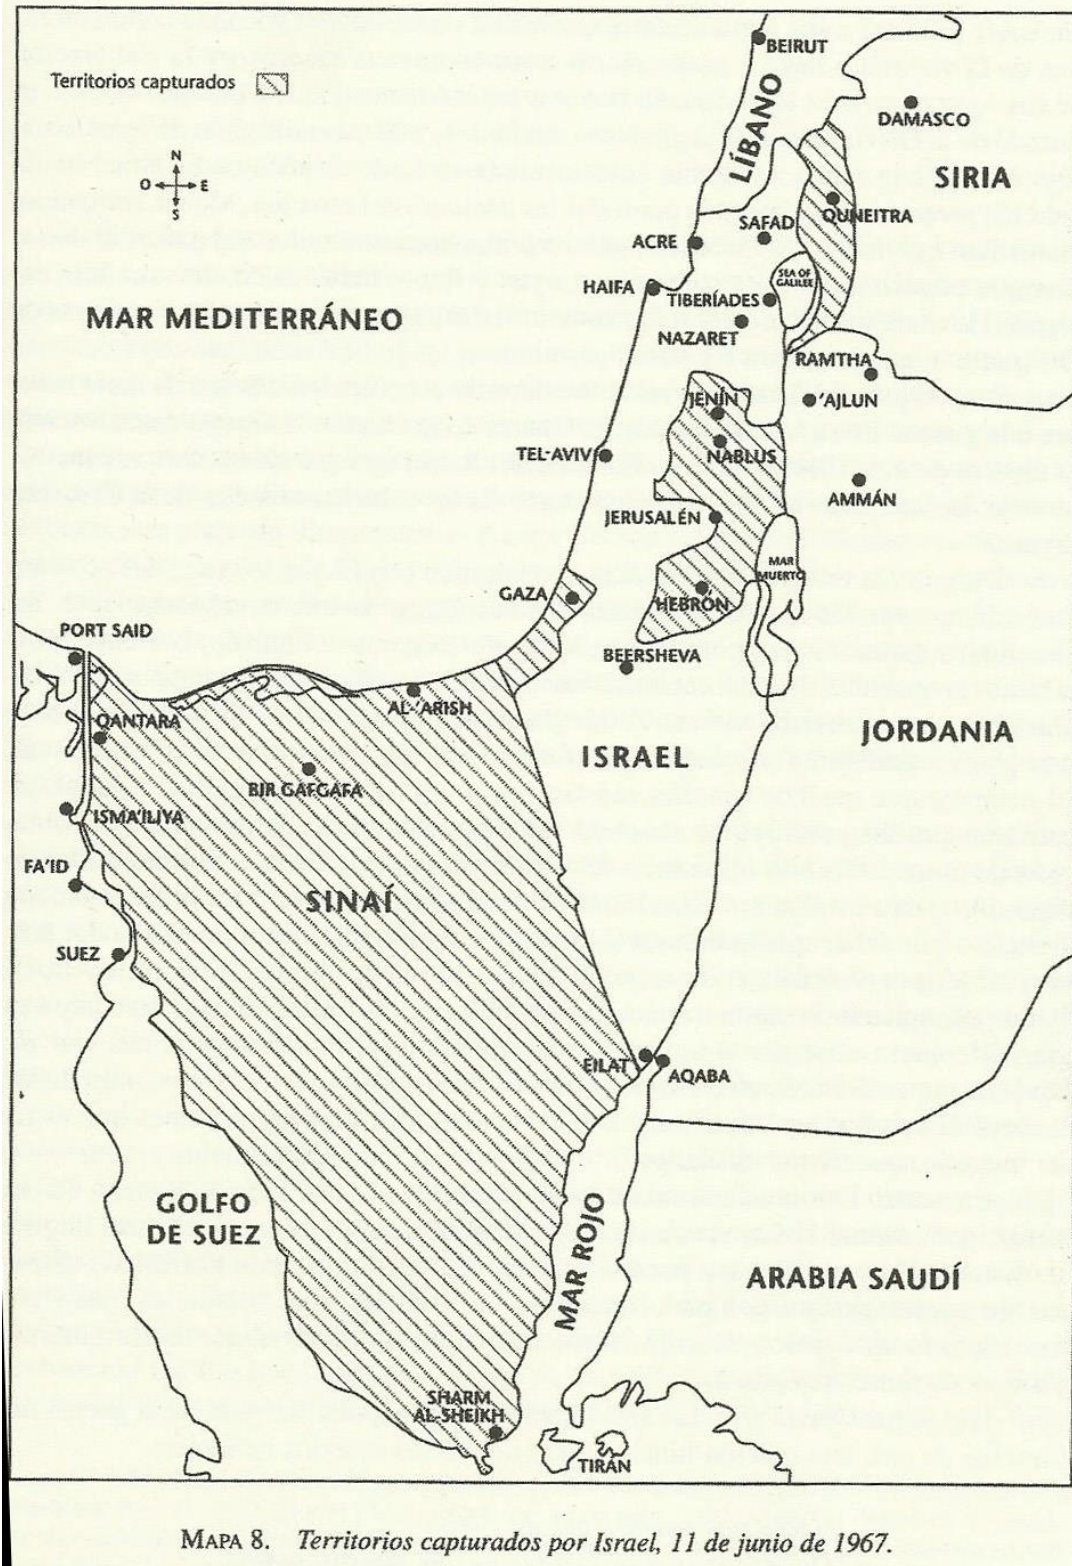 BEIRUT
Territorios capturados
DAMASCO
LÍBANO
N
O E
S
SIRIA
QUNEITRA
SAFAD
ACRE
SEA OF
GALILEE
HAIFA
TIBERÍADES
MAR MEDITERRÁNEO
NAZARET
RAMTHA
JENÍN
'AJLUN
TEL-AVIV
NABLUS
AMMÁN
JERUSALÉN
MAR
MUERTO
GAZA
HEBRÓN
PORT SAID
BEERSHEVA
AL-'ARISH
QANTARA
ISRAEL
JORDANIA
BIR GAFGAFA
ISMA'ILIYA
FA'ID
SINAÍ
SUEZ
EILAT
AQABA
GOLFO
DE SUEZ
MAR ROJO
ARABIA SAUDÍ
SHARM
AL-SHEIKH
TIRÁN
MAPA 8. Territorios capturados por Israel, 11 de junio de 1967.